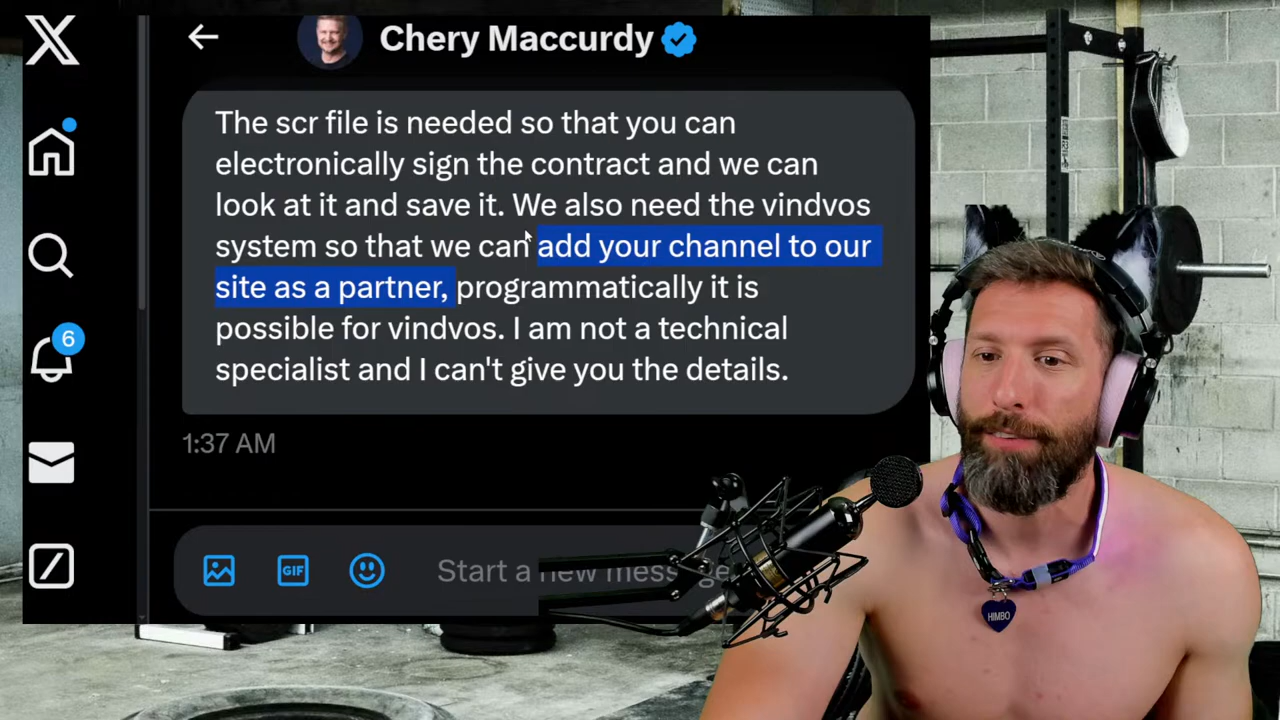 Chery Maccurdy
The scr file is needed so that you can
electronically sign the contract and we can
look at it and save it. We also need the vindvos
system so that we can add your channel to our
site as a partner, programmatically it is
possible for vindvos. I am not a technical
specialist and I can't give you the details.
6
1:37 AM
GIF
Start a new message
HIMBO